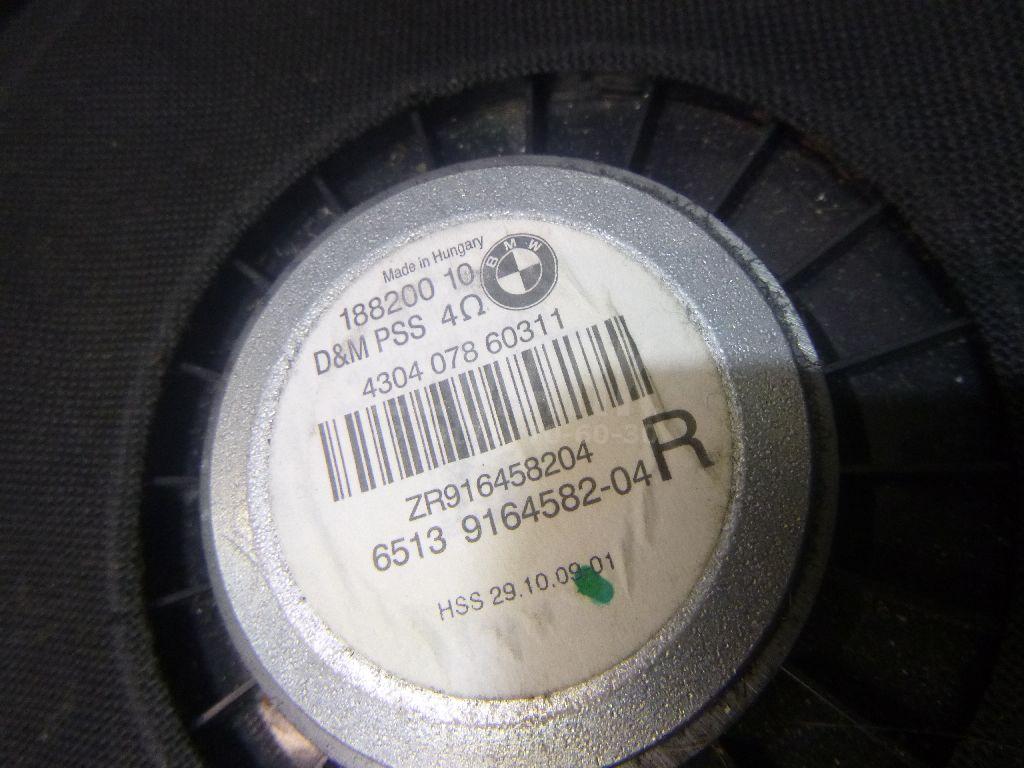 Made in Hungary
BMW
188200 10
D&M PSS 4Ω
4304 078 60311
R
ZR916458204
6513 9164582-04
HSS 29.10.09 01